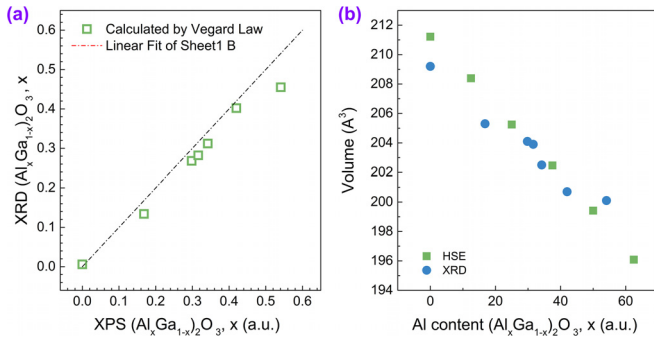 (a)
Calculated by Vegard Law
Linear Fit of Sheet1 B
XRD (AlxGa1-x)2O3, x
0.6
0.5
0.4
0.3
0.2
0.1
0.0
0.0 0.1 0.2 0.3 0.4 0.5 0.6
XPS (AlxGa1-x)2O3, x (a.u.)
(b)
Volume (A3)
212
210
208
206
204
202
200
198
196
194
HSE
XRD
0 20 40 60
Al content (AlxGa1-x)2O3, x (a.u.)